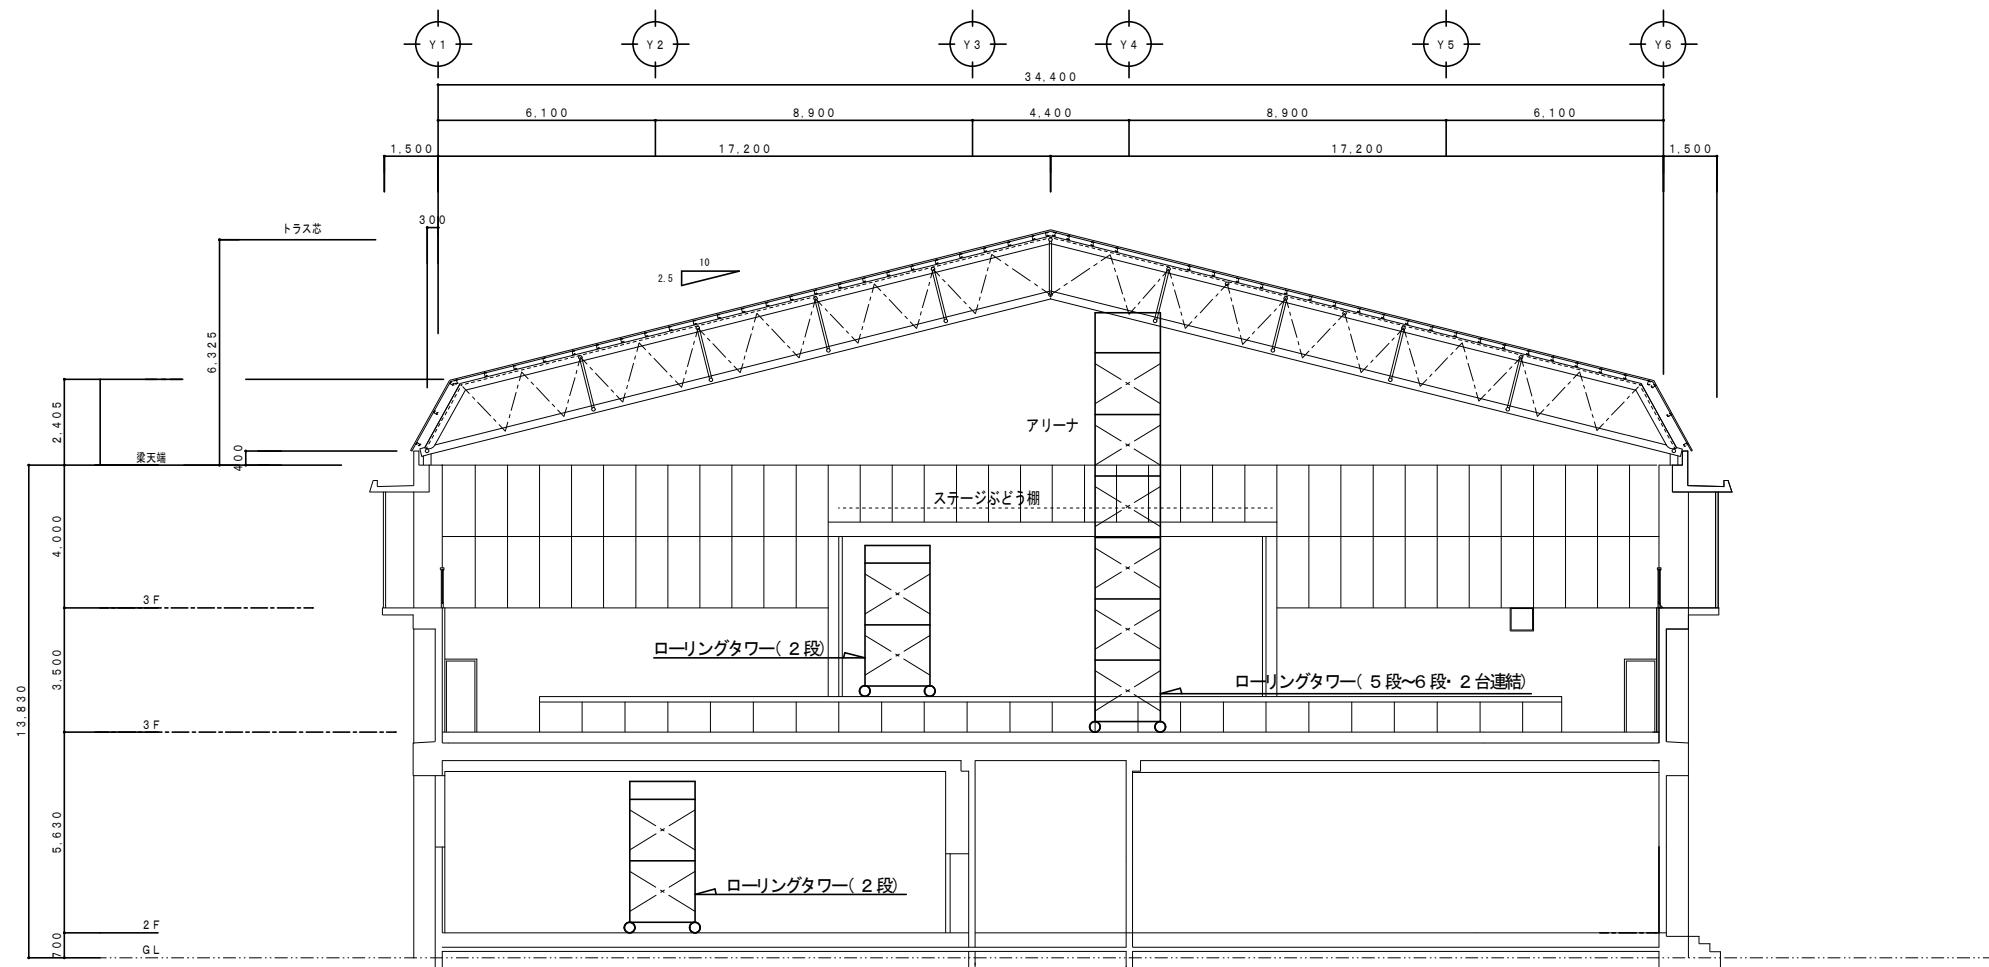 Y1
Y2
Y3
Y4
Y5
Y6
34,400
6,100
8,900
4,400
8,900
6,100
1,500
17,200
17,200
1,500
300
トラス芯
10
2.5
6,325
2,405
400
梁天端
アリーナ
ステージぶどう棚
4,000
3F
ローリングタワー( 2段)
ローリングタワー( 5段〜6段・2台連結)
3,500
13,830
3F
5,630
ローリングタワー( 2段)
2F
700
GL